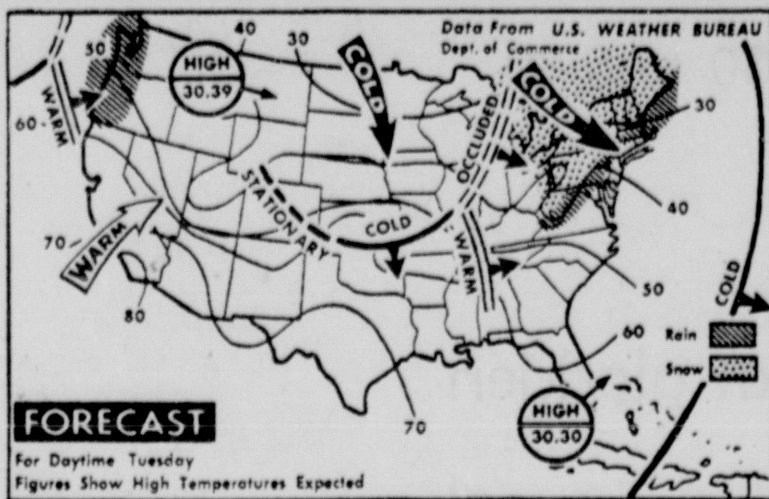 Data From U.S. WEATHER BUREAU
Dept. of Commerce
50
40
30
HIGH
30.39
COLD
COLD
WARM
60
OCCLUDED
30
STATIONARY
COLD
40
WARM
70
WARM
50
COLD
80
60
Rain
Snow
70
HIGH
30.30
FORECAST
For Daytime Tuesday
Figures Show High Temperatures Expected